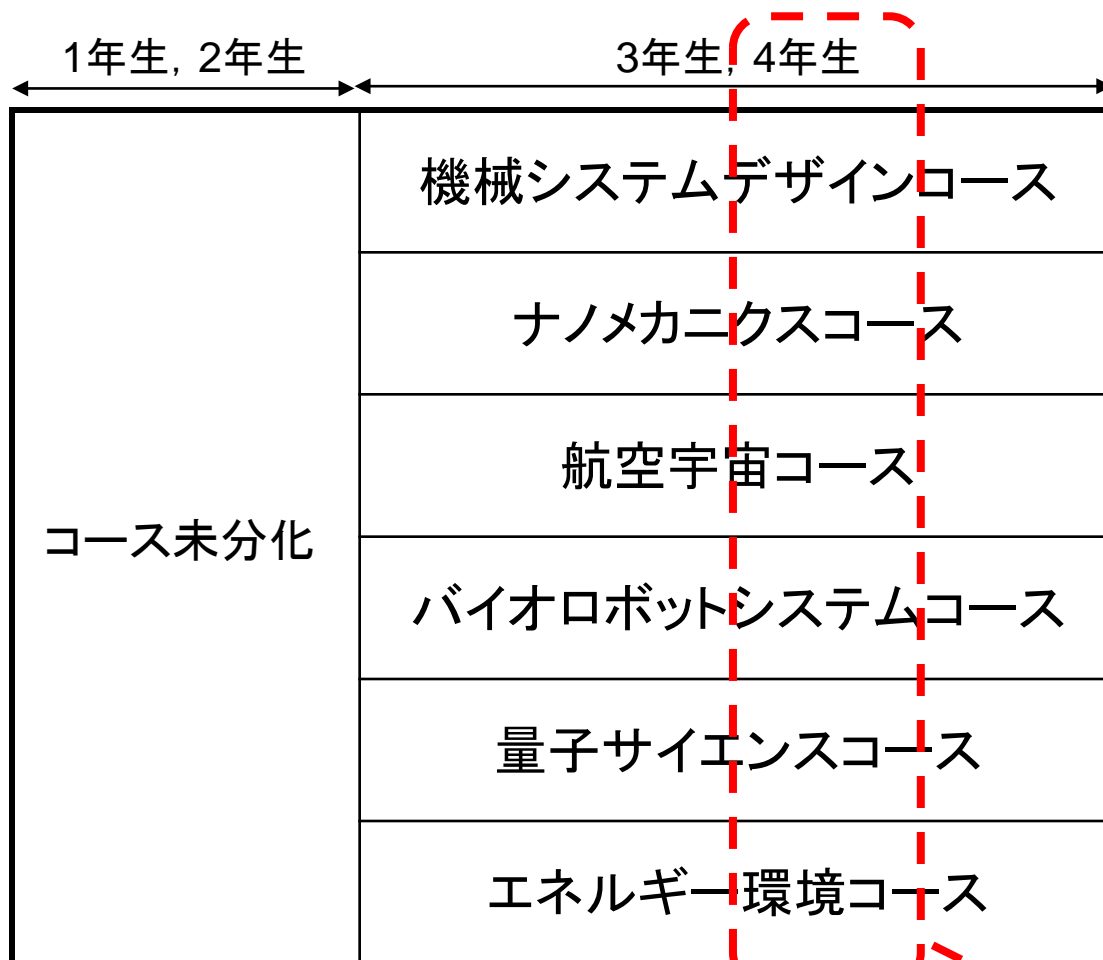 1年生, 2年生
3年生, 4年生
機械システムデザインコース
ナノメカニクスコース
航空宇宙コース
コース未分化
バイオロボットシステムコース
量子サイエンスコース
エネルギー環境コース